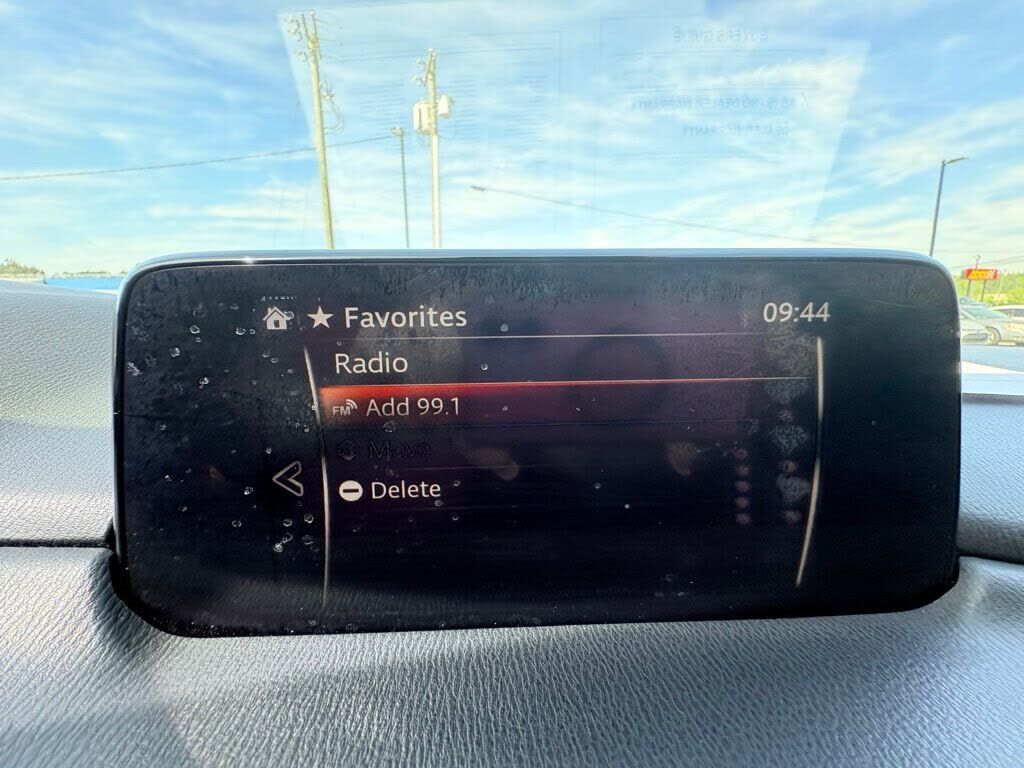 Favorites
09:44
Radio
FM Add 99.1
Move
Delete